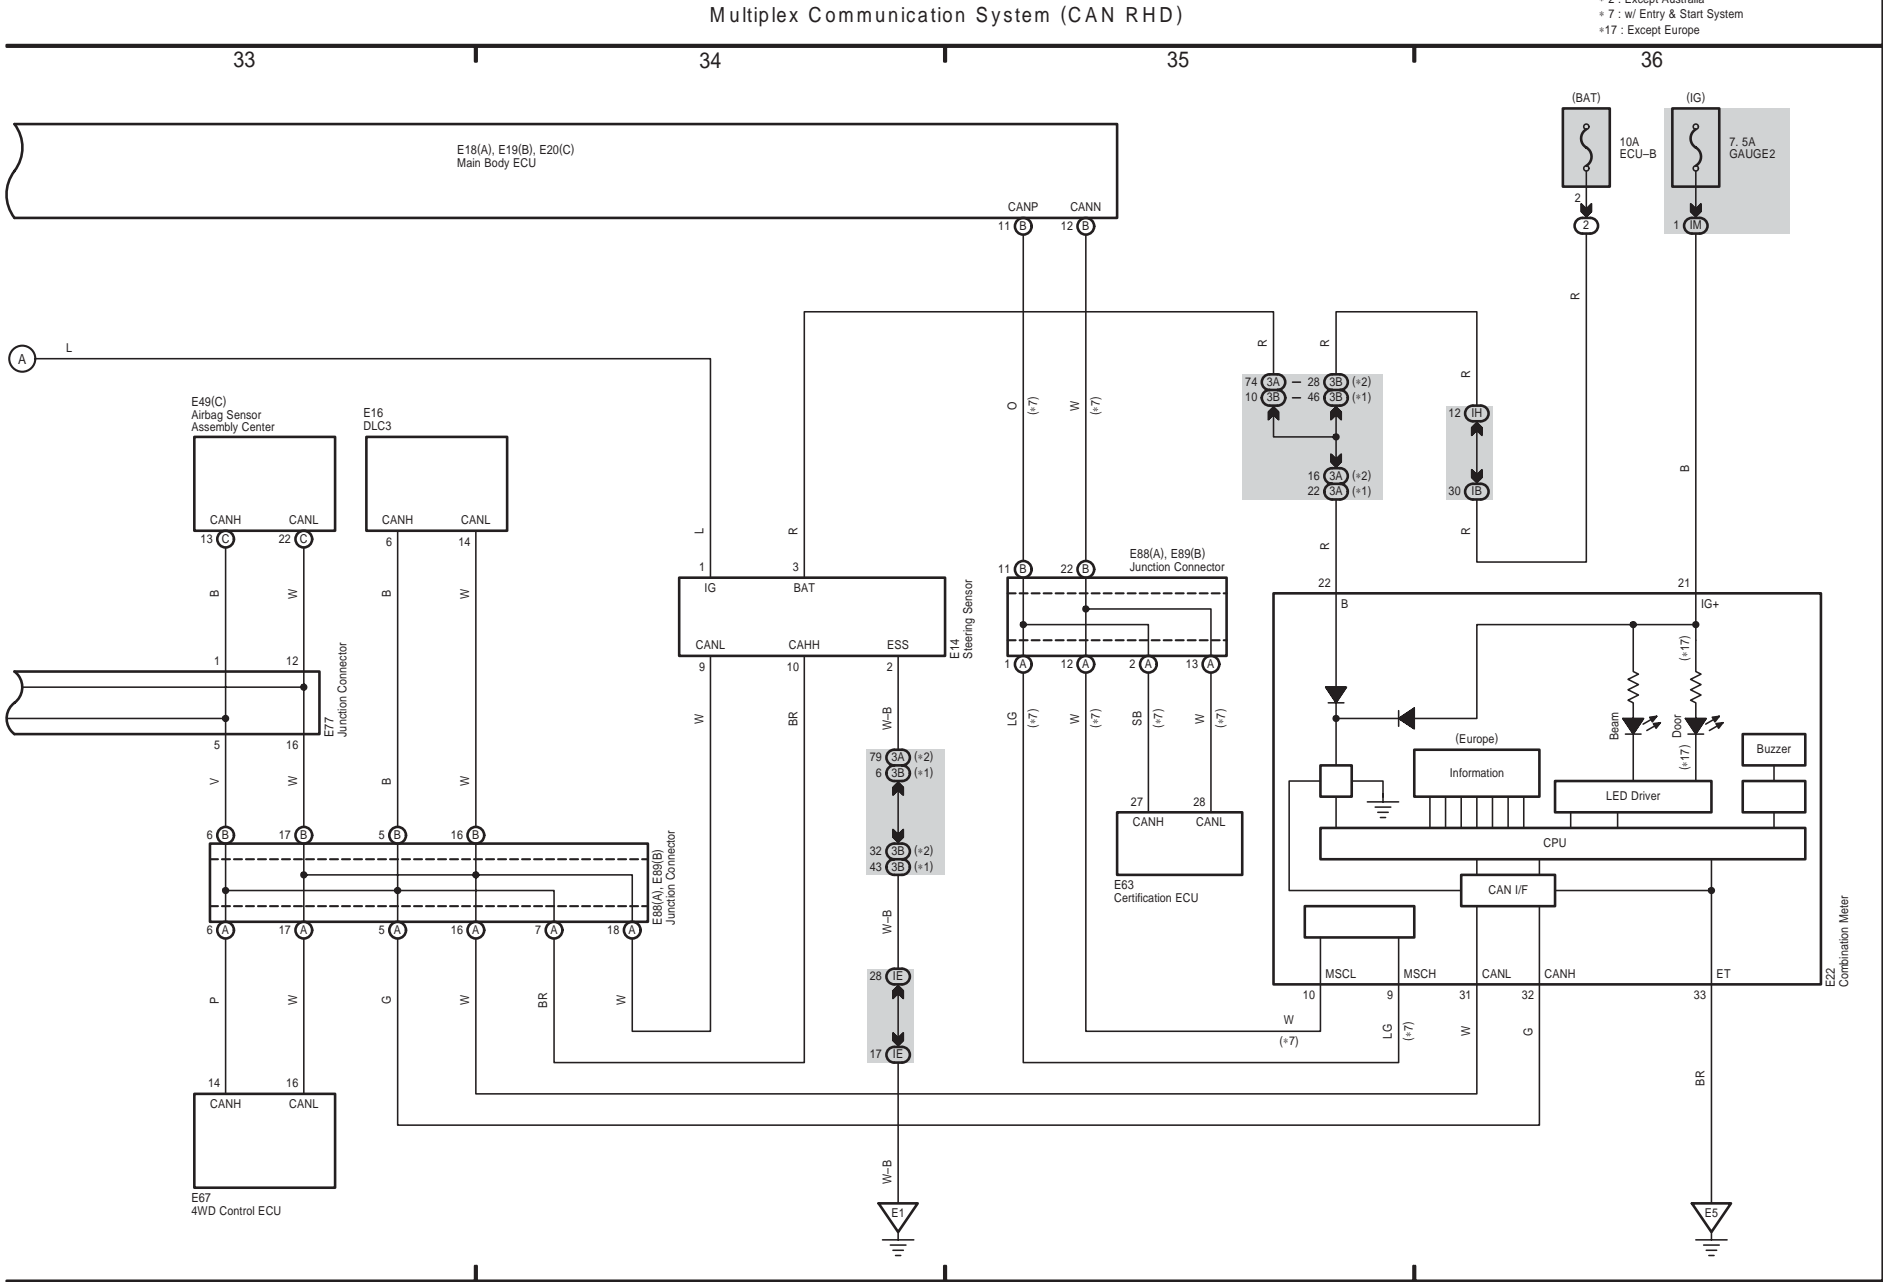 Multiplex Communication System (CAN RHD)
∗ 2 : Except Australia
∗ 7 : w/ Entry & Start System
∗17 : Except Europe
33
34
35
36
(BAT)
(IG)
10A
ECU–B
7. 5A
GAUGE2
2
2
1 IM
E18(A), E19(B), E20(C)
Main Body ECU
CANP
CANN
11 B
12 B
R
A
L
R
R
R
O
(∗7)
W
(∗7)
74 3A – 28 3B (∗2)
10 3B – 46 3B (∗1)
12 IH
16 3A (∗2)
22 3A (∗1)
30 IB
B
E49(C)
Airbag Sensor
Assembly Center
E16
DLC3
CANH
CANL
CANH
CANL
13 C
22 C
6
14
L
R
R
R
B
W
B
W
1
3
IG
BAT
CANL
CAHH
ESS
E14
Steering Sensor
9
10
2
E88(A), E89(B)
Junction Connector
11 B
22 B
1 A
12 A
2 A
13 A
22
21
B
IG+
1
12
E77
Junction Connector
5
16
V
W
B
W
W
BR
W–B
LG
(∗7)
W
(∗7)
SB
(∗7)
W
(∗7)
(∗17)
Beam
Door
(∗17)
(Europe)
Information
LED Driver
Buzzer
CPU
CAN I/F
79 3A (∗2)
6 3B (∗1)
32 3B (∗2)
43 3B (∗1)
27
28
CANH
CANL
E63
Certification ECU
6 B
17 B
5 B
16 B
E88(A), E89(B)
Junction Connector
6 A
17 A
5 A
16 A
7 A
18 A
W–B
28 IE
17 IE
P
W
G
W
BR
W
MSCL
MSCH
CANL
CANH
ET
E22
Combination Meter
10
9
31
32
33
W
(∗7)
LG
(∗7)
W
G
BR
14
16
CANH
CANL
E67
4WD Control ECU
W–B
E1
E5